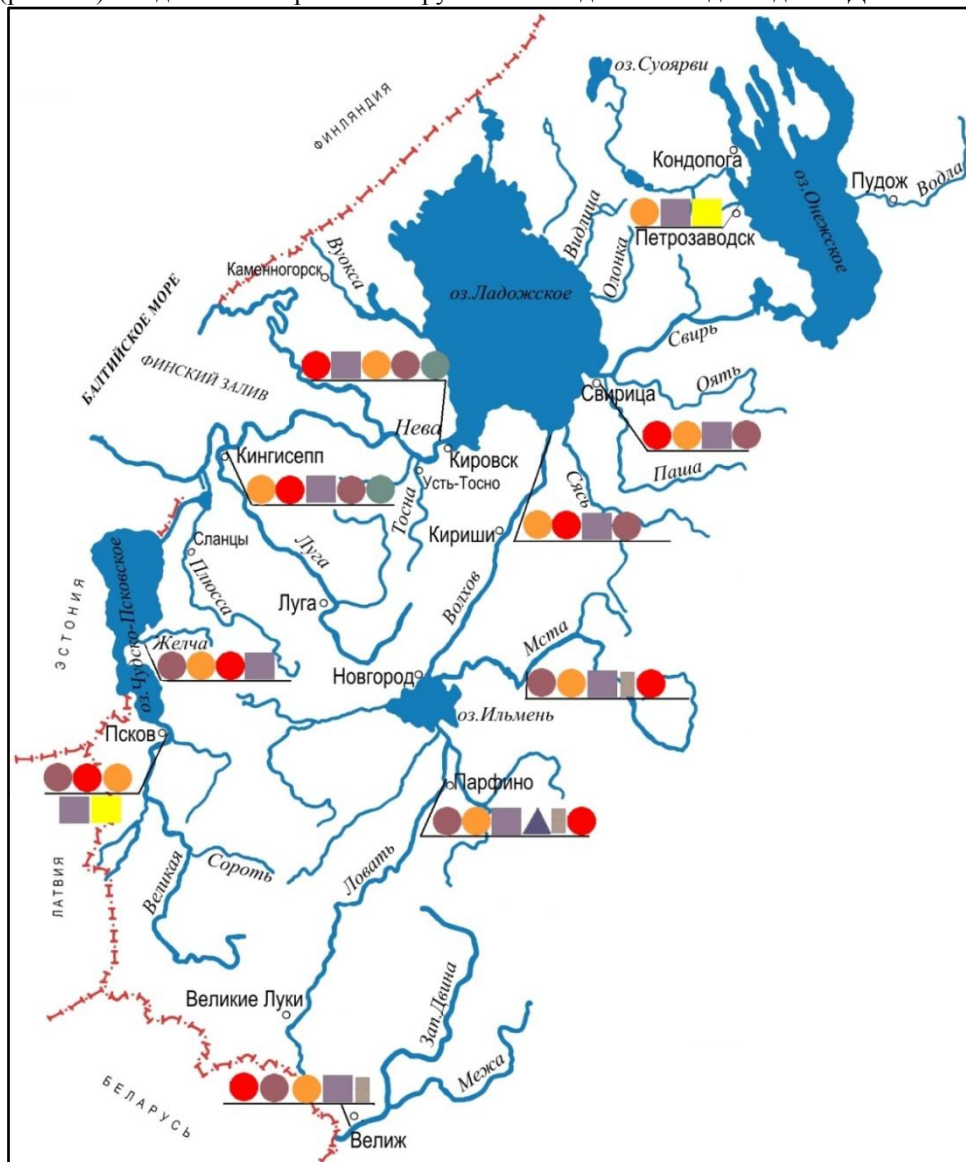 оз.Суоярви
ФИНЛЯНДИЯ
Кондопога
оз.Онежское
Пудож
Водла
Видлица
Петрозаводск
Олонка
Вуокса
Каменногорск
оз.Ладожское
БАЛТИЙСКОЕ МОРЕ
ФИНСКИЙ ЗАЛИВ
Свирь
Оять
Свирица
Нева
Кингисепп
Кировск
Усть-Тосно
Паша
Тосна
Сясь
Кириши
Сланцы
Луга
Плюсса
Волхов
Луга
ЭСТОНИЯ
оз.Чудско-Псковское
Желча
Мста
Новгород
оз.Ильмень
Псков
Парфино
ЛАТВИЯ
Великая
Сороть
Ловать
Великие Луки
Зап.Двина
Межа
БЕЛАРУСЬ
Велиж